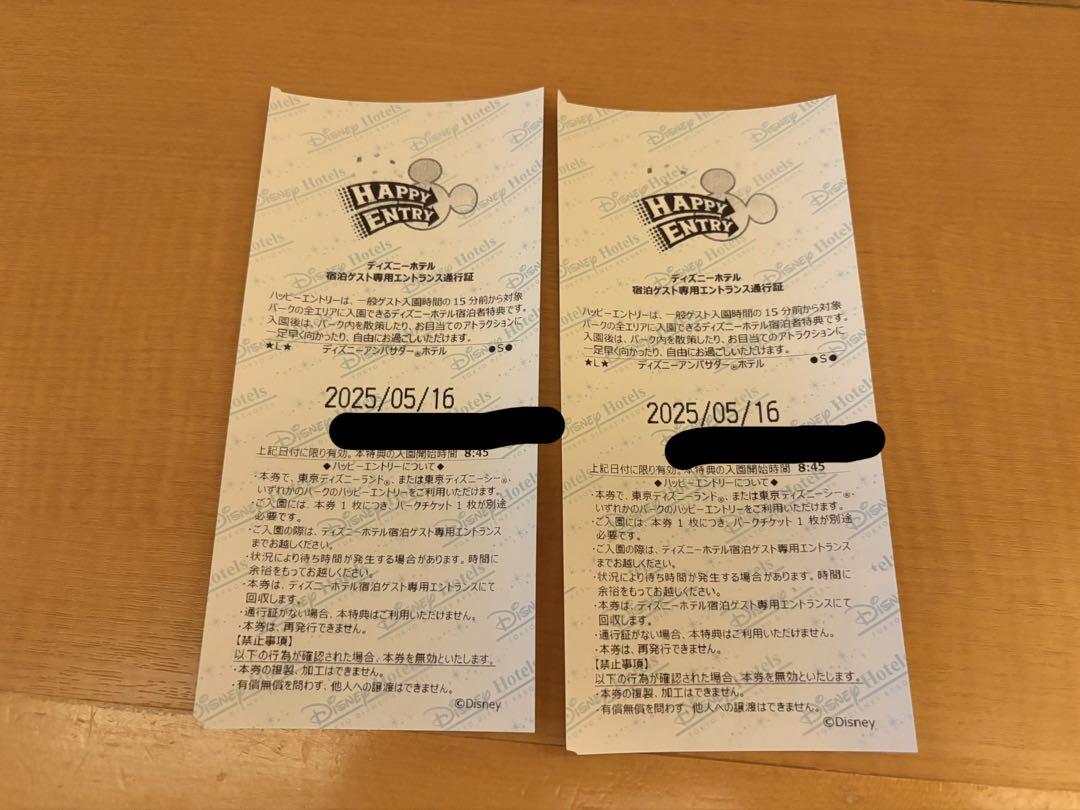 HAPPY
ENTRY
ディズニーホテル
宿泊ゲスト専用エントランス通行証
ハッピーエントリーは、一般ゲスト入園時間の15分前から対象
パークの全エリアに入園できるディズニーホテル宿泊者特典です。
入園後は、パーク内を散策したり、お目当てのアトラクションに
一足早く向かったり、自由にお過ごしいただけます。
★L★ ディズニーアンバサダー®ホテル ●S●
2025/05/16
上記日付に限り有効。本特典の入園開始時間 8:45
◆ハッピーエントリーについて◆
・本券で、東京ディズニーランド®、または東京ディズニーシー®、
いずれかのパークのハッピーエントリーをご利用いただけます。
・ご入園には、本券1枚につき、パークチケット1枚が別途
必要です。
・ご入園の際は、ディズニーホテル宿泊ゲスト専用エントランス
までお越しください。
・状況により待ち時間が発生する場合があります。時間に
余裕をもってお越しください。
・本券は、ディズニーホテル宿泊ゲスト専用エントランスにて
回収します。
・通行証がない場合、本特典はご利用いただけません。
・本券は、再発行できません。
【禁止事項】
以下の行為が確認された場合、本券を無効といたします。
・本券の複製、加工はできません。
・有償無償を問わず、他人への譲渡はできません。
©Disney
HAPPY
ENTRY
ディズニーホテル
宿泊ゲスト専用エントランス通行証
ハッピーエントリーは、一般ゲスト入園時間の15分前から対象
パークの全エリアに入園できるディズニーホテル宿泊者特典です。
入園後は、パーク内を散策したり、お目当てのアトラクションに
一足早く向かったり、自由にお過ごしいただけます。
★L★ ディズニーアンバサダー®ホテル ●S●
2025/05/16
上記日付に限り有効。本特典の入園開始時間 8:45
◆ハッピーエントリーについて◆
・本券で、東京ディズニーランド®、または東京ディズニーシー®、
いずれかのパークのハッピーエントリーをご利用いただけます。
・ご入園には、本券1枚につき、パークチケット1枚が別途
必要です。
・ご入園の際は、ディズニーホテル宿泊ゲスト専用エントランス
までお越しください。
・状況により待ち時間が発生する場合があります。時間に
余裕をもってお越しください。
・本券は、ディズニーホテル宿泊ゲスト専用エントランスにて
回収します。
・通行証がない場合、本特典はご利用いただけません。
・本券は、再発行できません。
【禁止事項】
以下の行為が確認された場合、本券を無効といたします。
・本券の複製、加工はできません。
・有償無償を問わず、他人への譲渡はできません。
©Disney